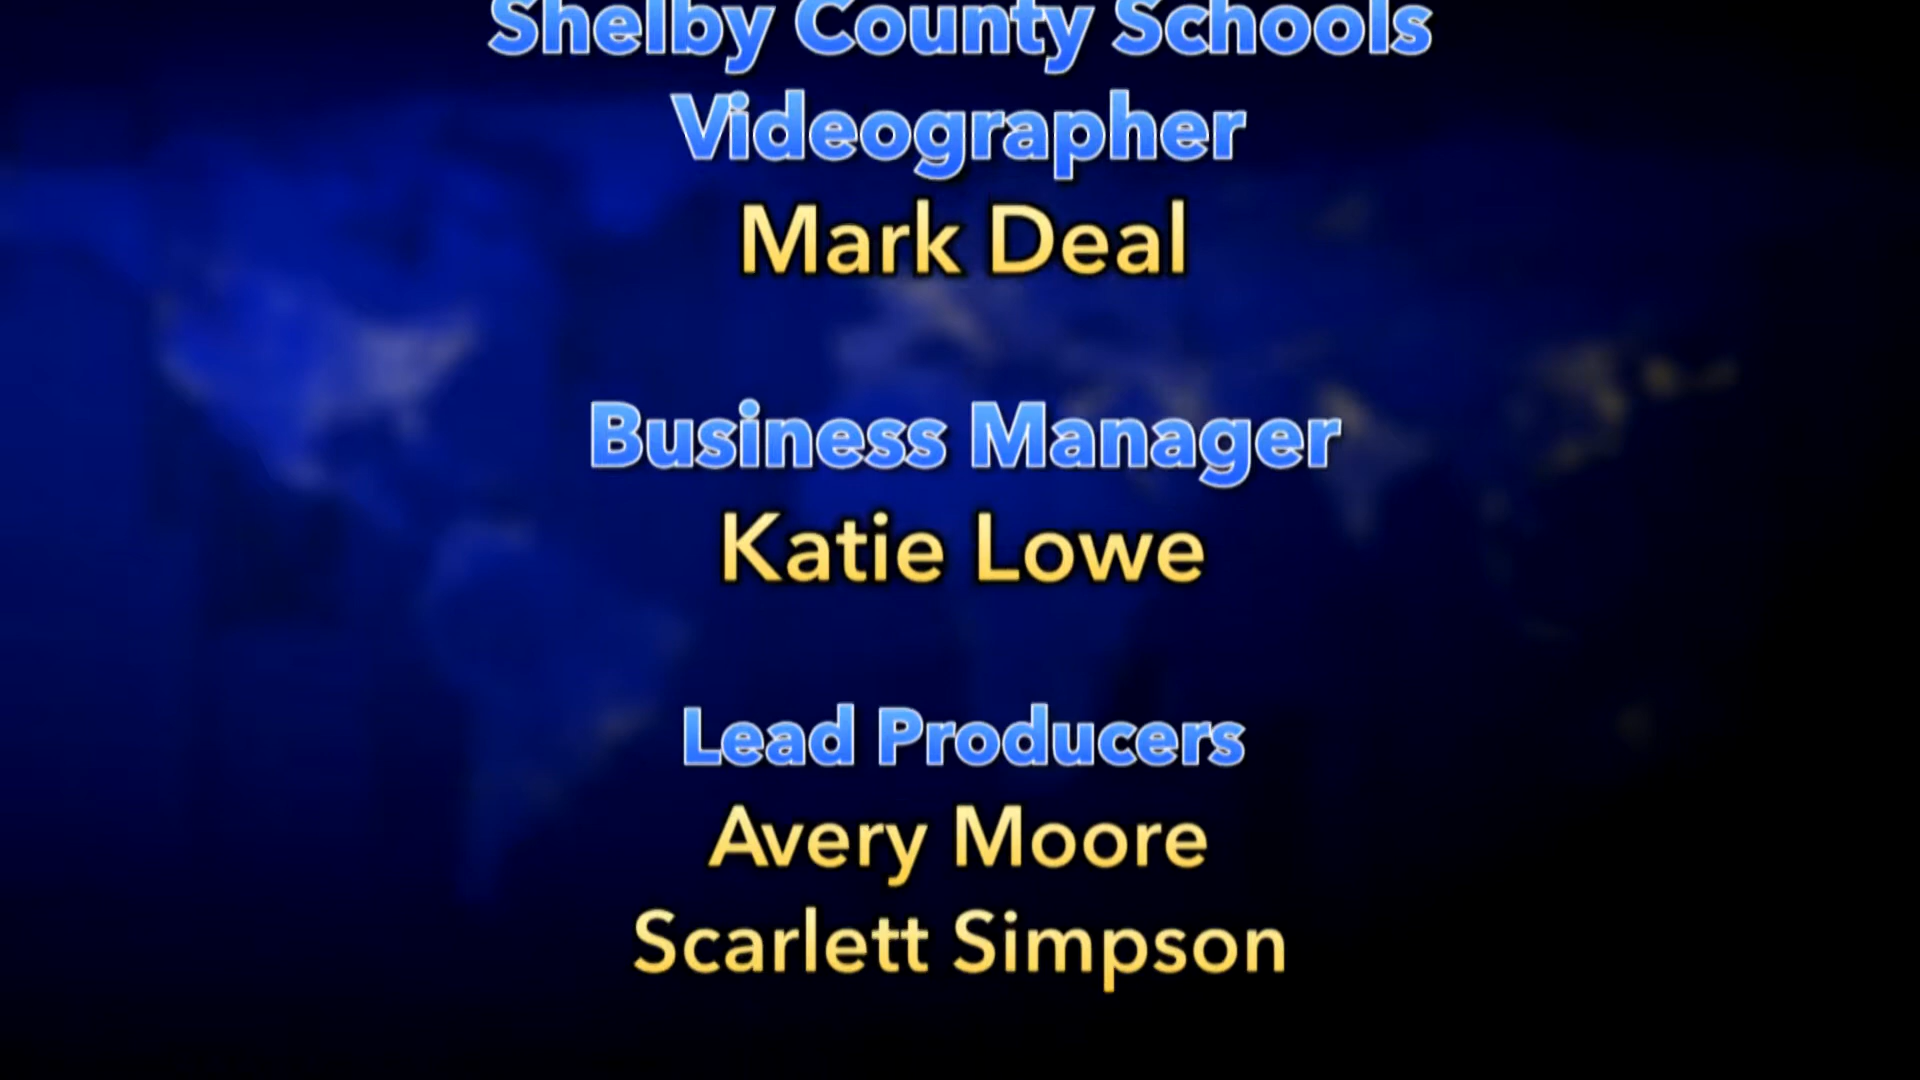 Shelby County Schools
Videographer
Mark Deal
Business Manager
Katie Lowe
Lead Producers
Avery Moore
Scarlett Simpson